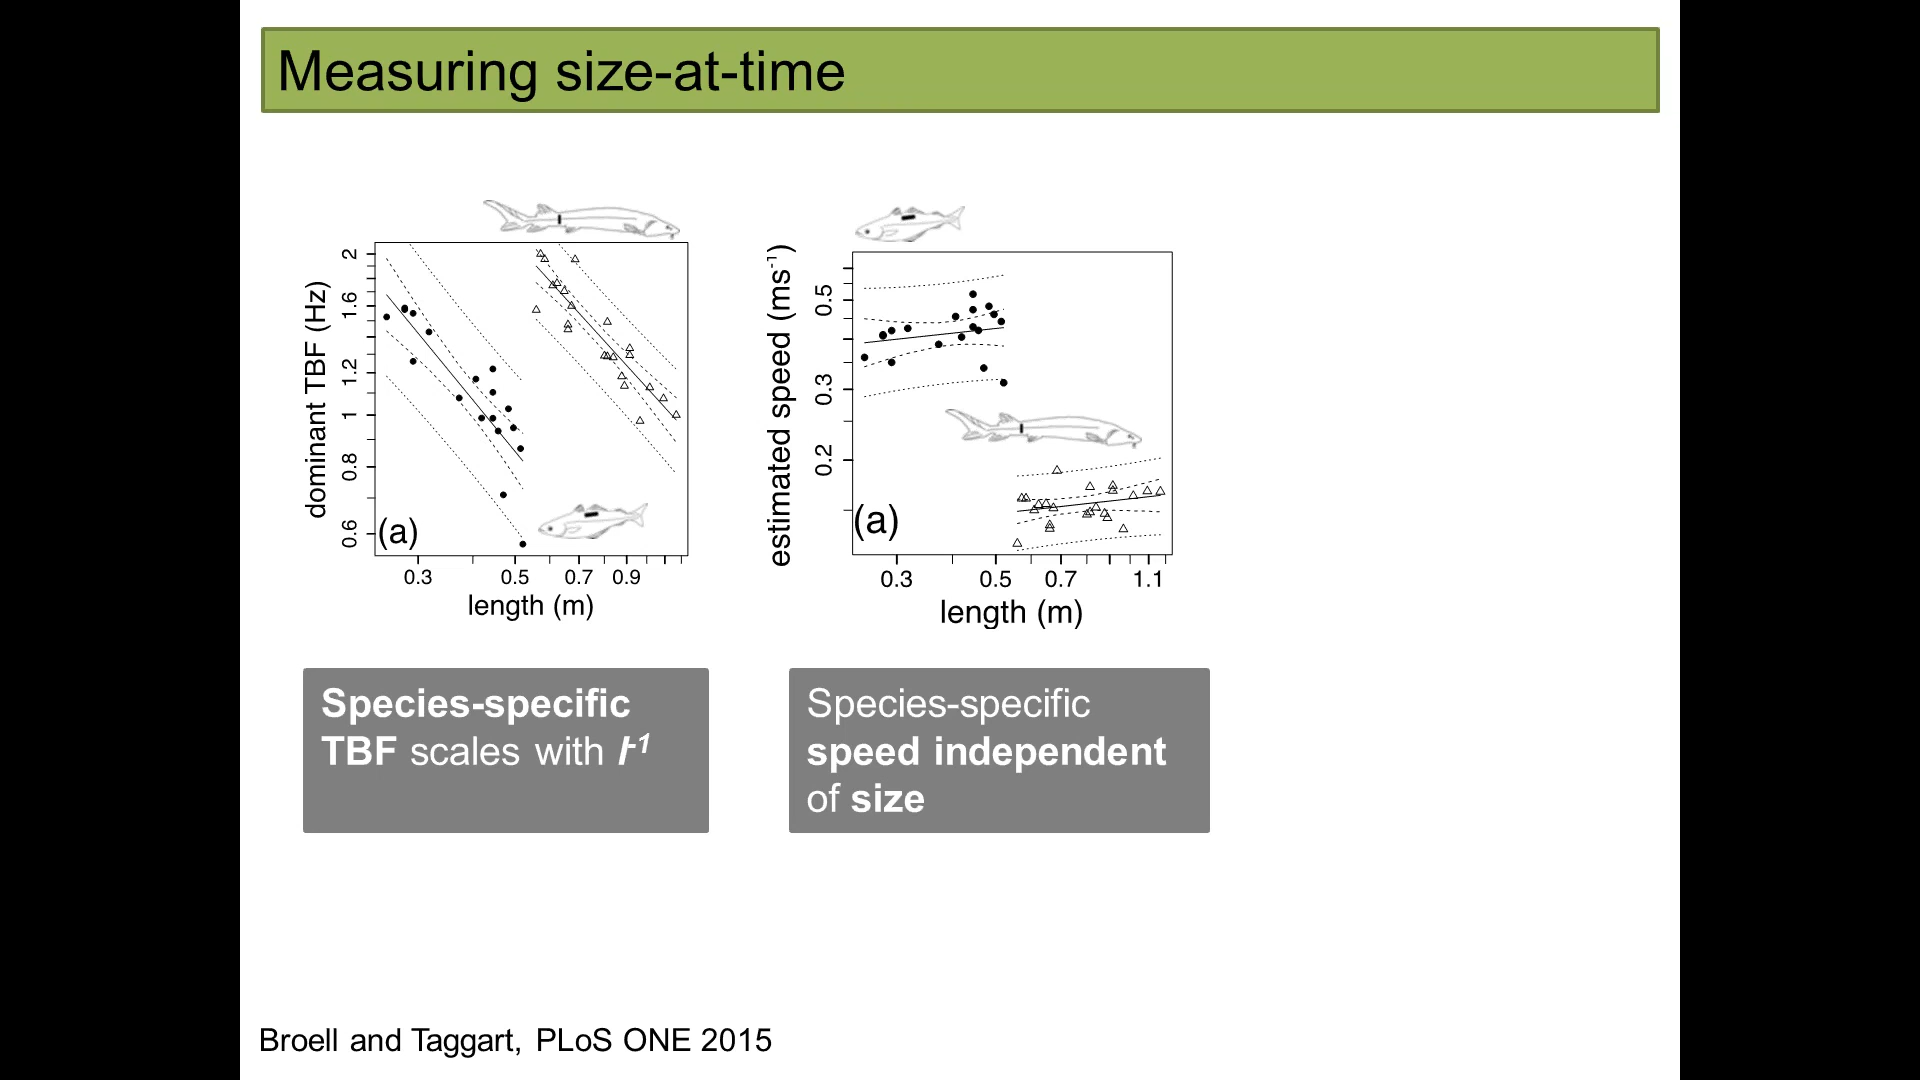 Measuring size-at-time
dominant TBF (Hz)
2
1.6
1.2
1
0.8
0.6
(a)
0.3 0.5 0.7 0.9
length (m)
estimated speed (ms-1)
0.5
0.3
0.2
(a)
0.3 0.5 0.7 1.1
length (m)
Species-specific
TBF scales with l-1
Species-specific
speed independent
of size
Broell and Taggart, PLoS ONE 2015